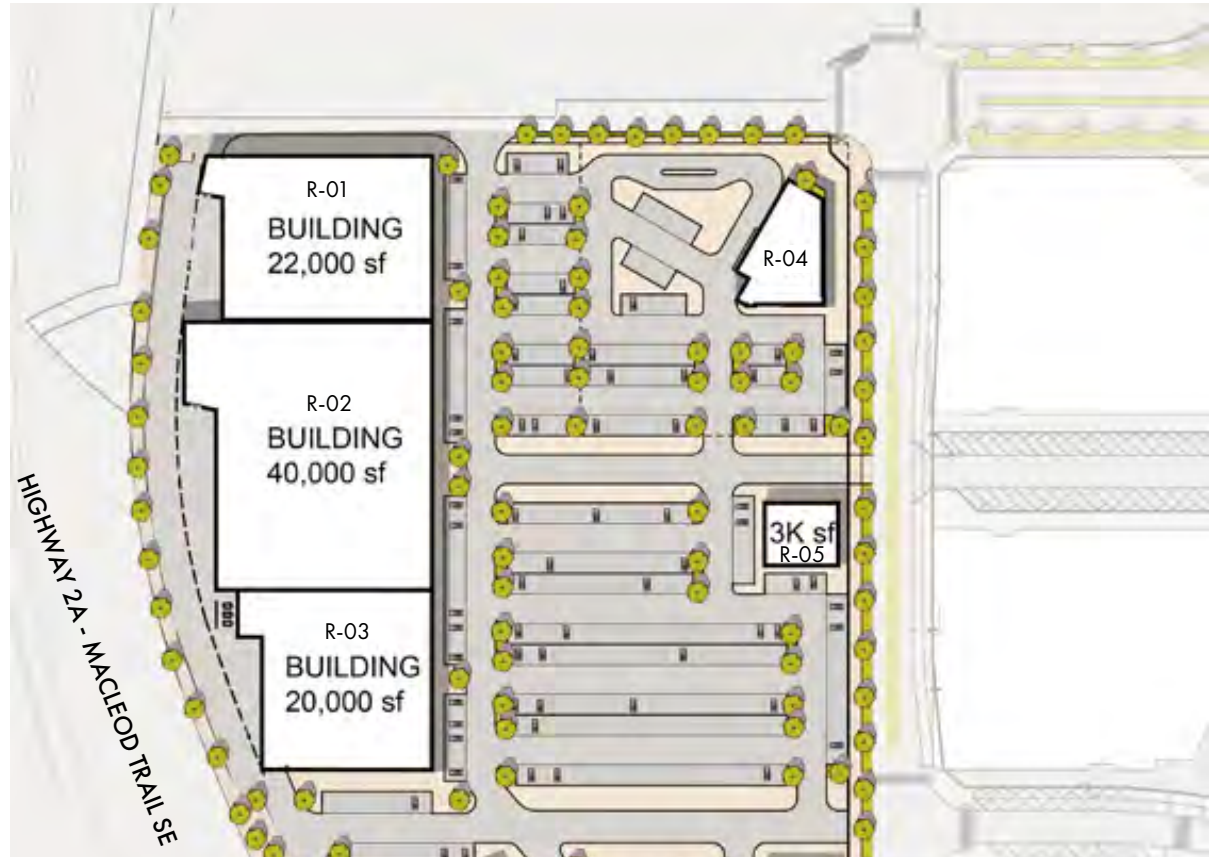 R-01
BUILDING
22,000 sf
R-04
R-02
BUILDING
40,000 sf
3K sf
R-05
R-03
BUILDING
20,000 sf
HIGHWAY 2A - MACLEOD TRAIL SE